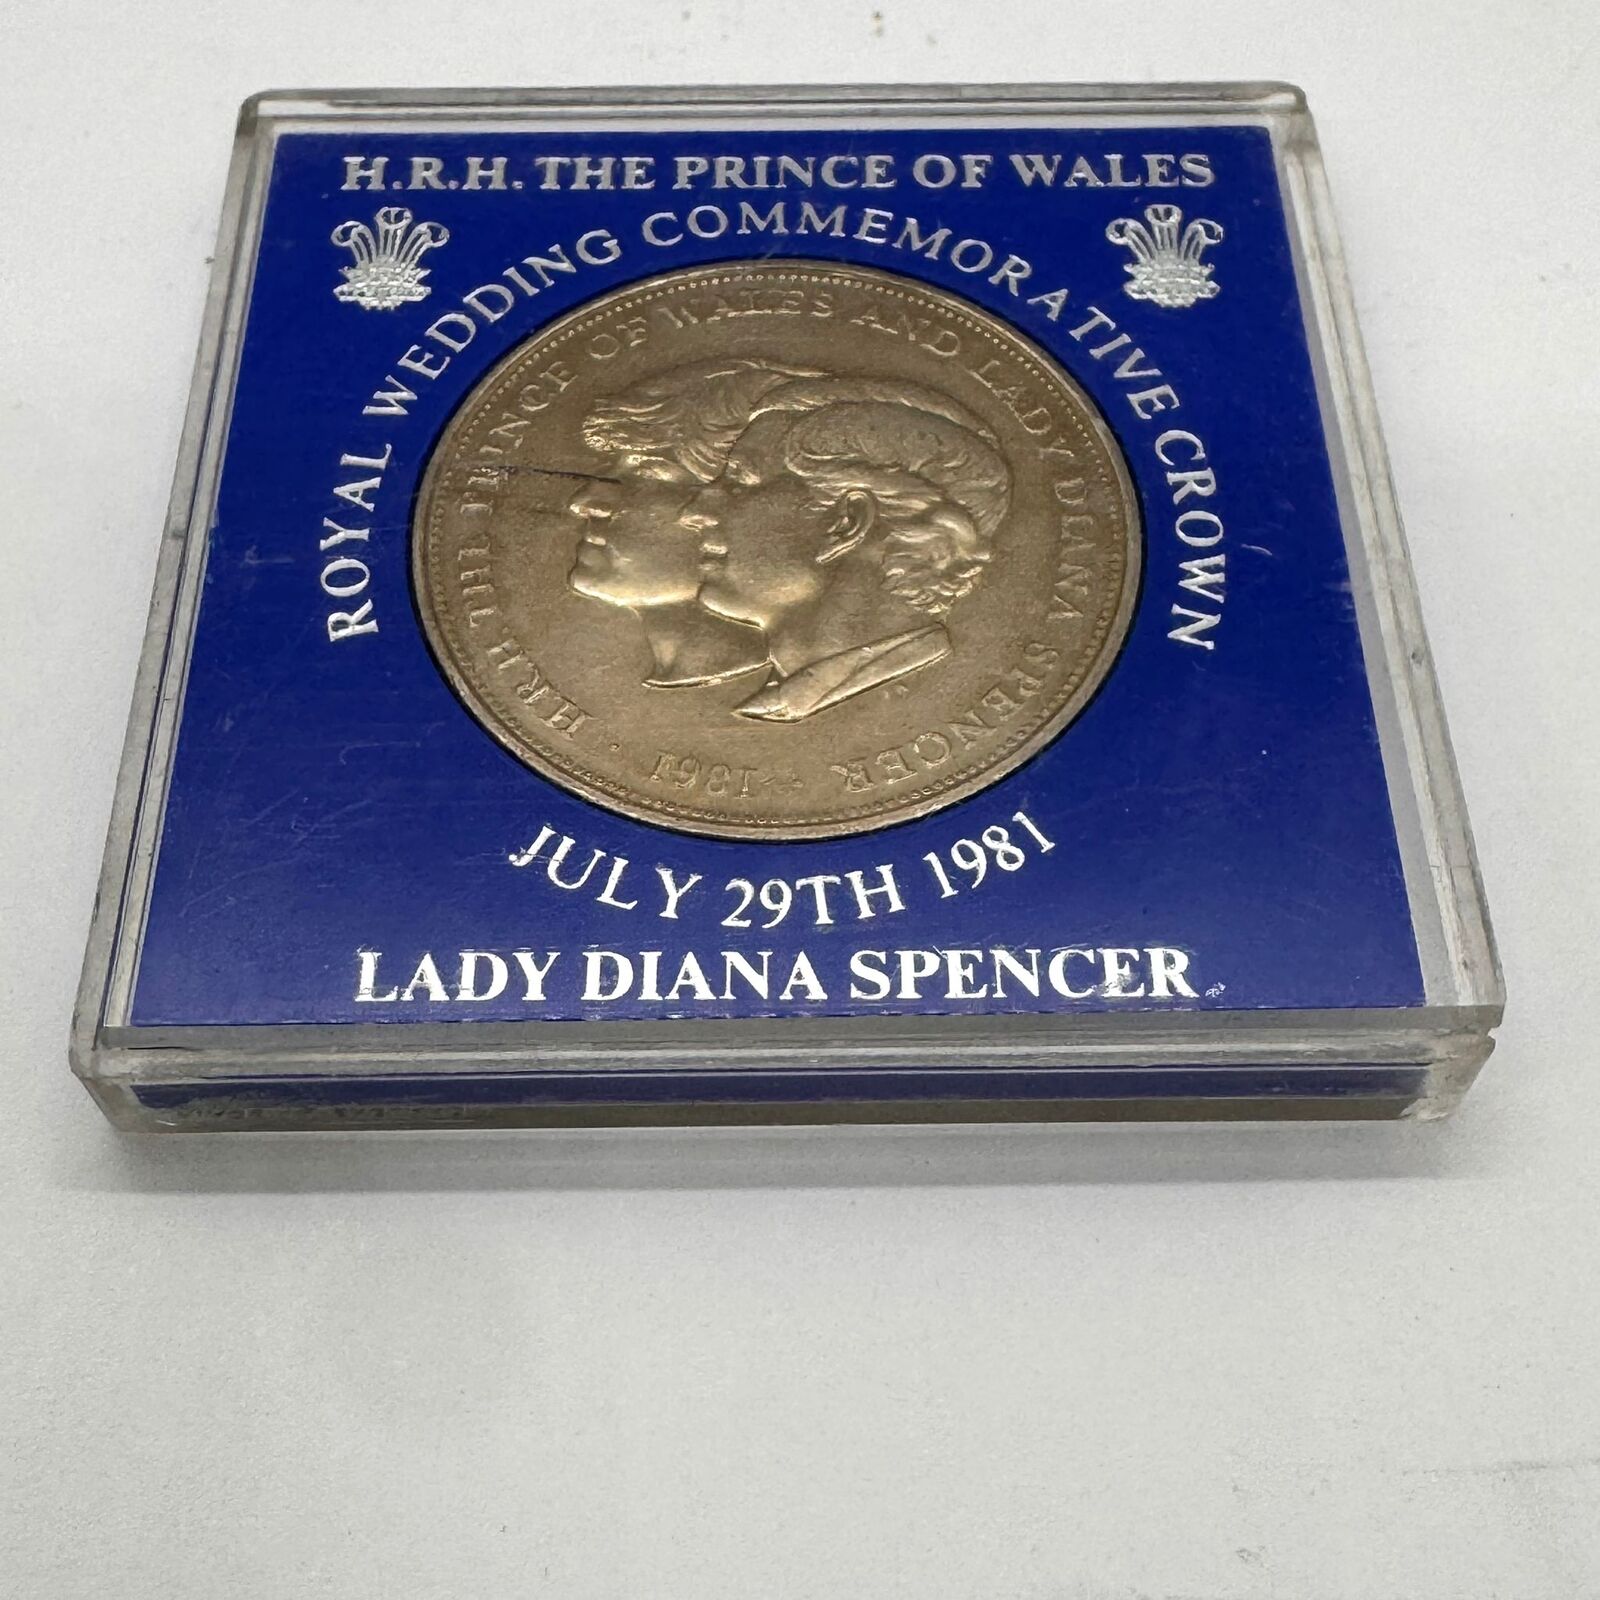 H.R.H. THE PRINCE OF WALES
ROYAL WEDDING COMMEMORATIVE CROWN
H.R.H. THE PRINCE OF WALES AND LADY DIANA SPENCER
· 1981
JULY 29TH 1981
LADY DIANA SPENCER